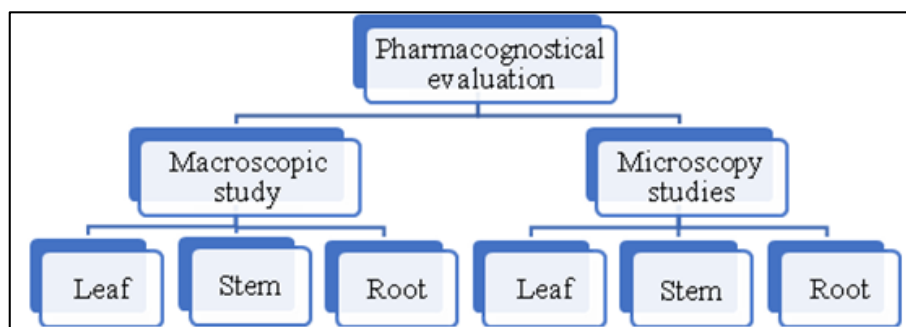 Pharmacognostical
evaluation
Macroscopic
study
Microscopy
studies
Leaf
Stem
Root
Leaf
Stem
Root